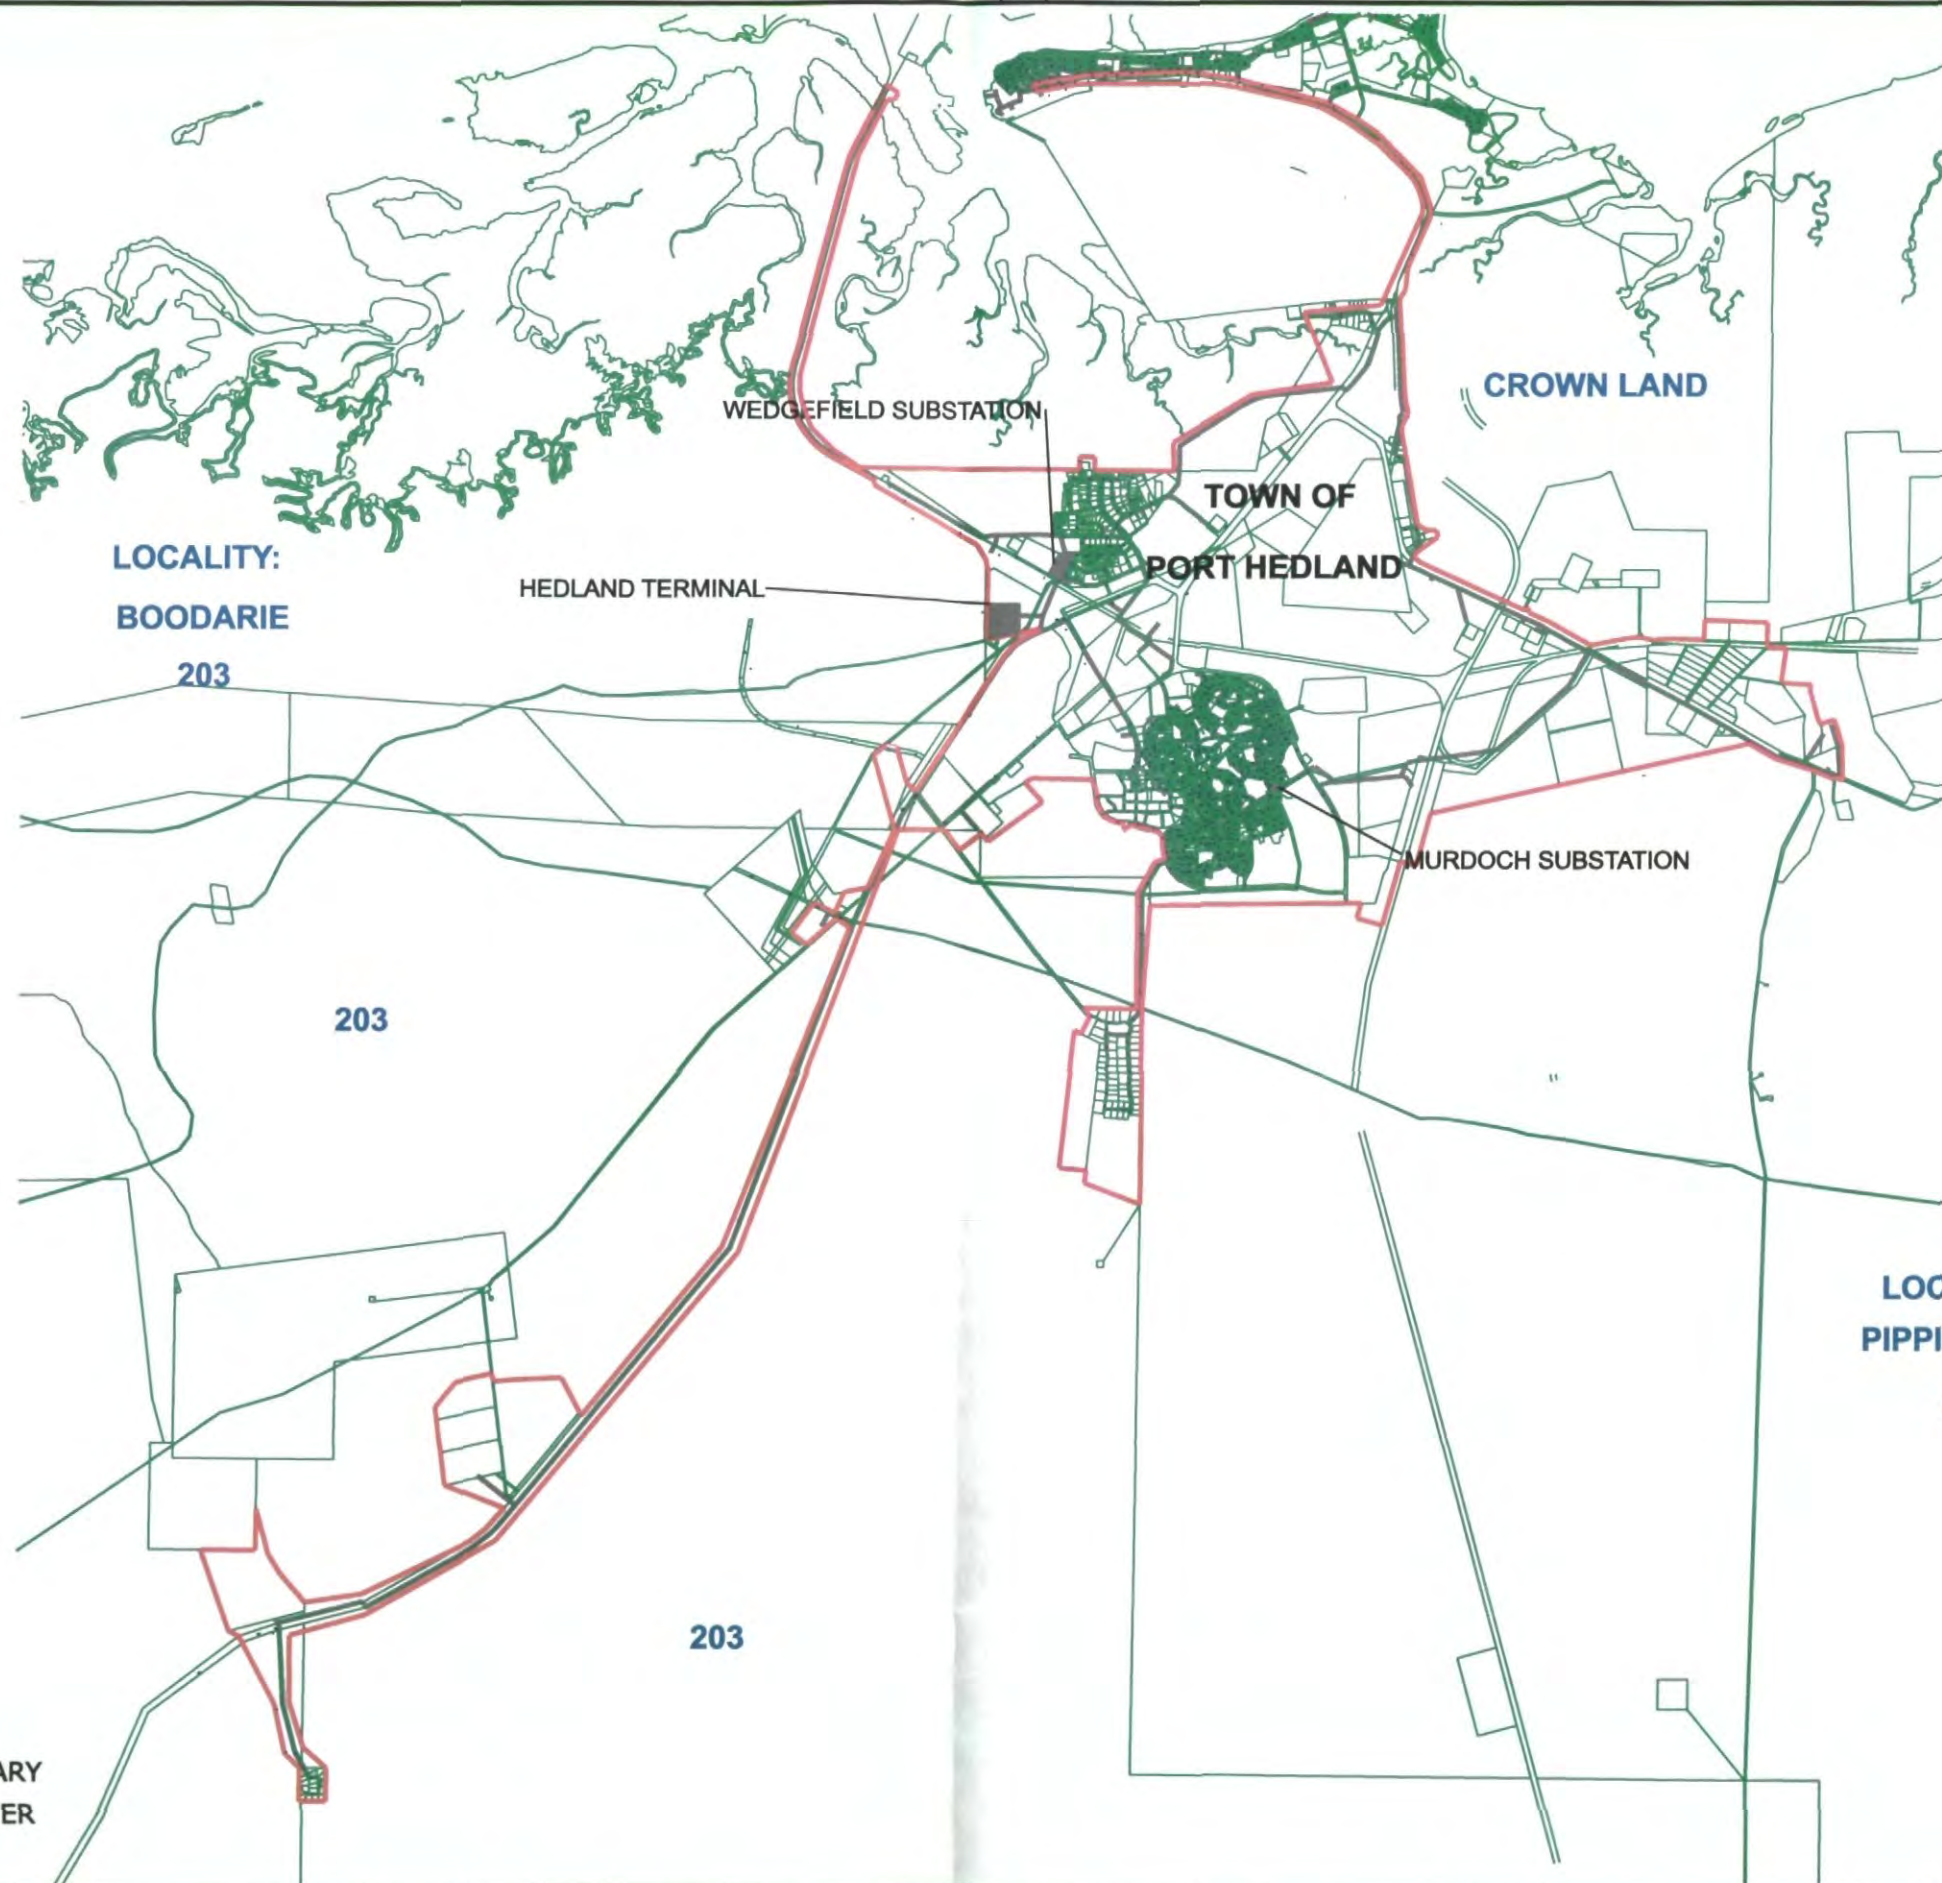 CROWN LAND
WEDGEFIELD SUBSTATION
TOWN OF
PORT HEDLAND
LOCALITY:
BOODARIE
203
HEDLAND TERMINAL
MURDOCH SUBSTATION
203
LOC
PIPPI
203
ARY
ER